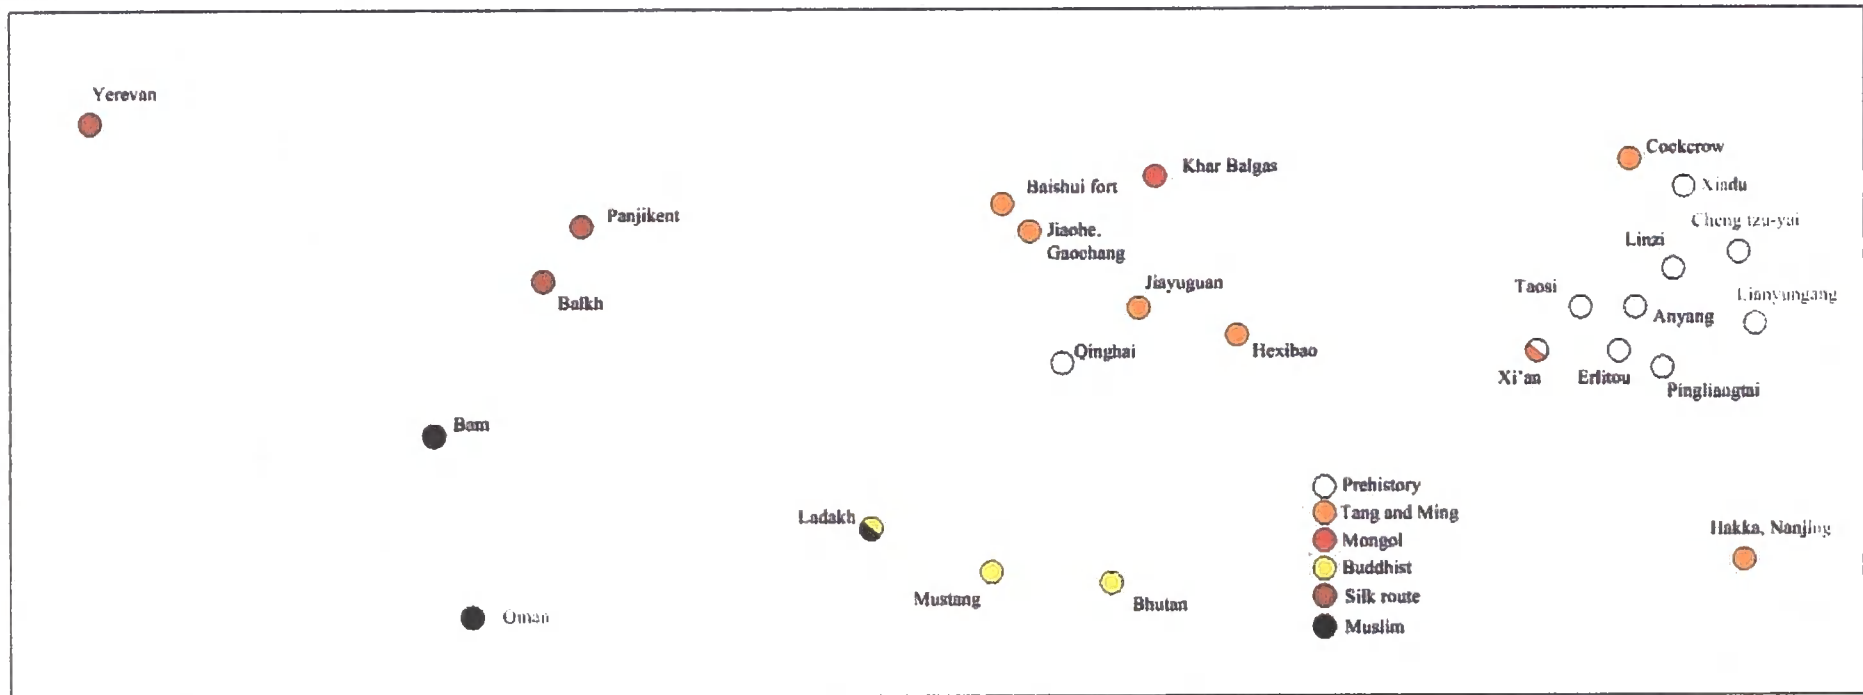 Yerevan
Cockcrow
Khar Balgas
Xiadu
Baishui fort
Panjikent
Cheng tzu-yai
Jiaohe,
Gaochang
Linzi
Jiayuguan
Taosi
Lianyungang
Balkh
Anyang
Qinghai
Hexibao
Xi'an
Erlitou
Pingliangtai
Bam
Prehistory
Tang and Ming
Mongol
Buddhist
Silk route
Muslim
Ladakh
Hakka, Nanjing
Mustang
Bhutan
Oman